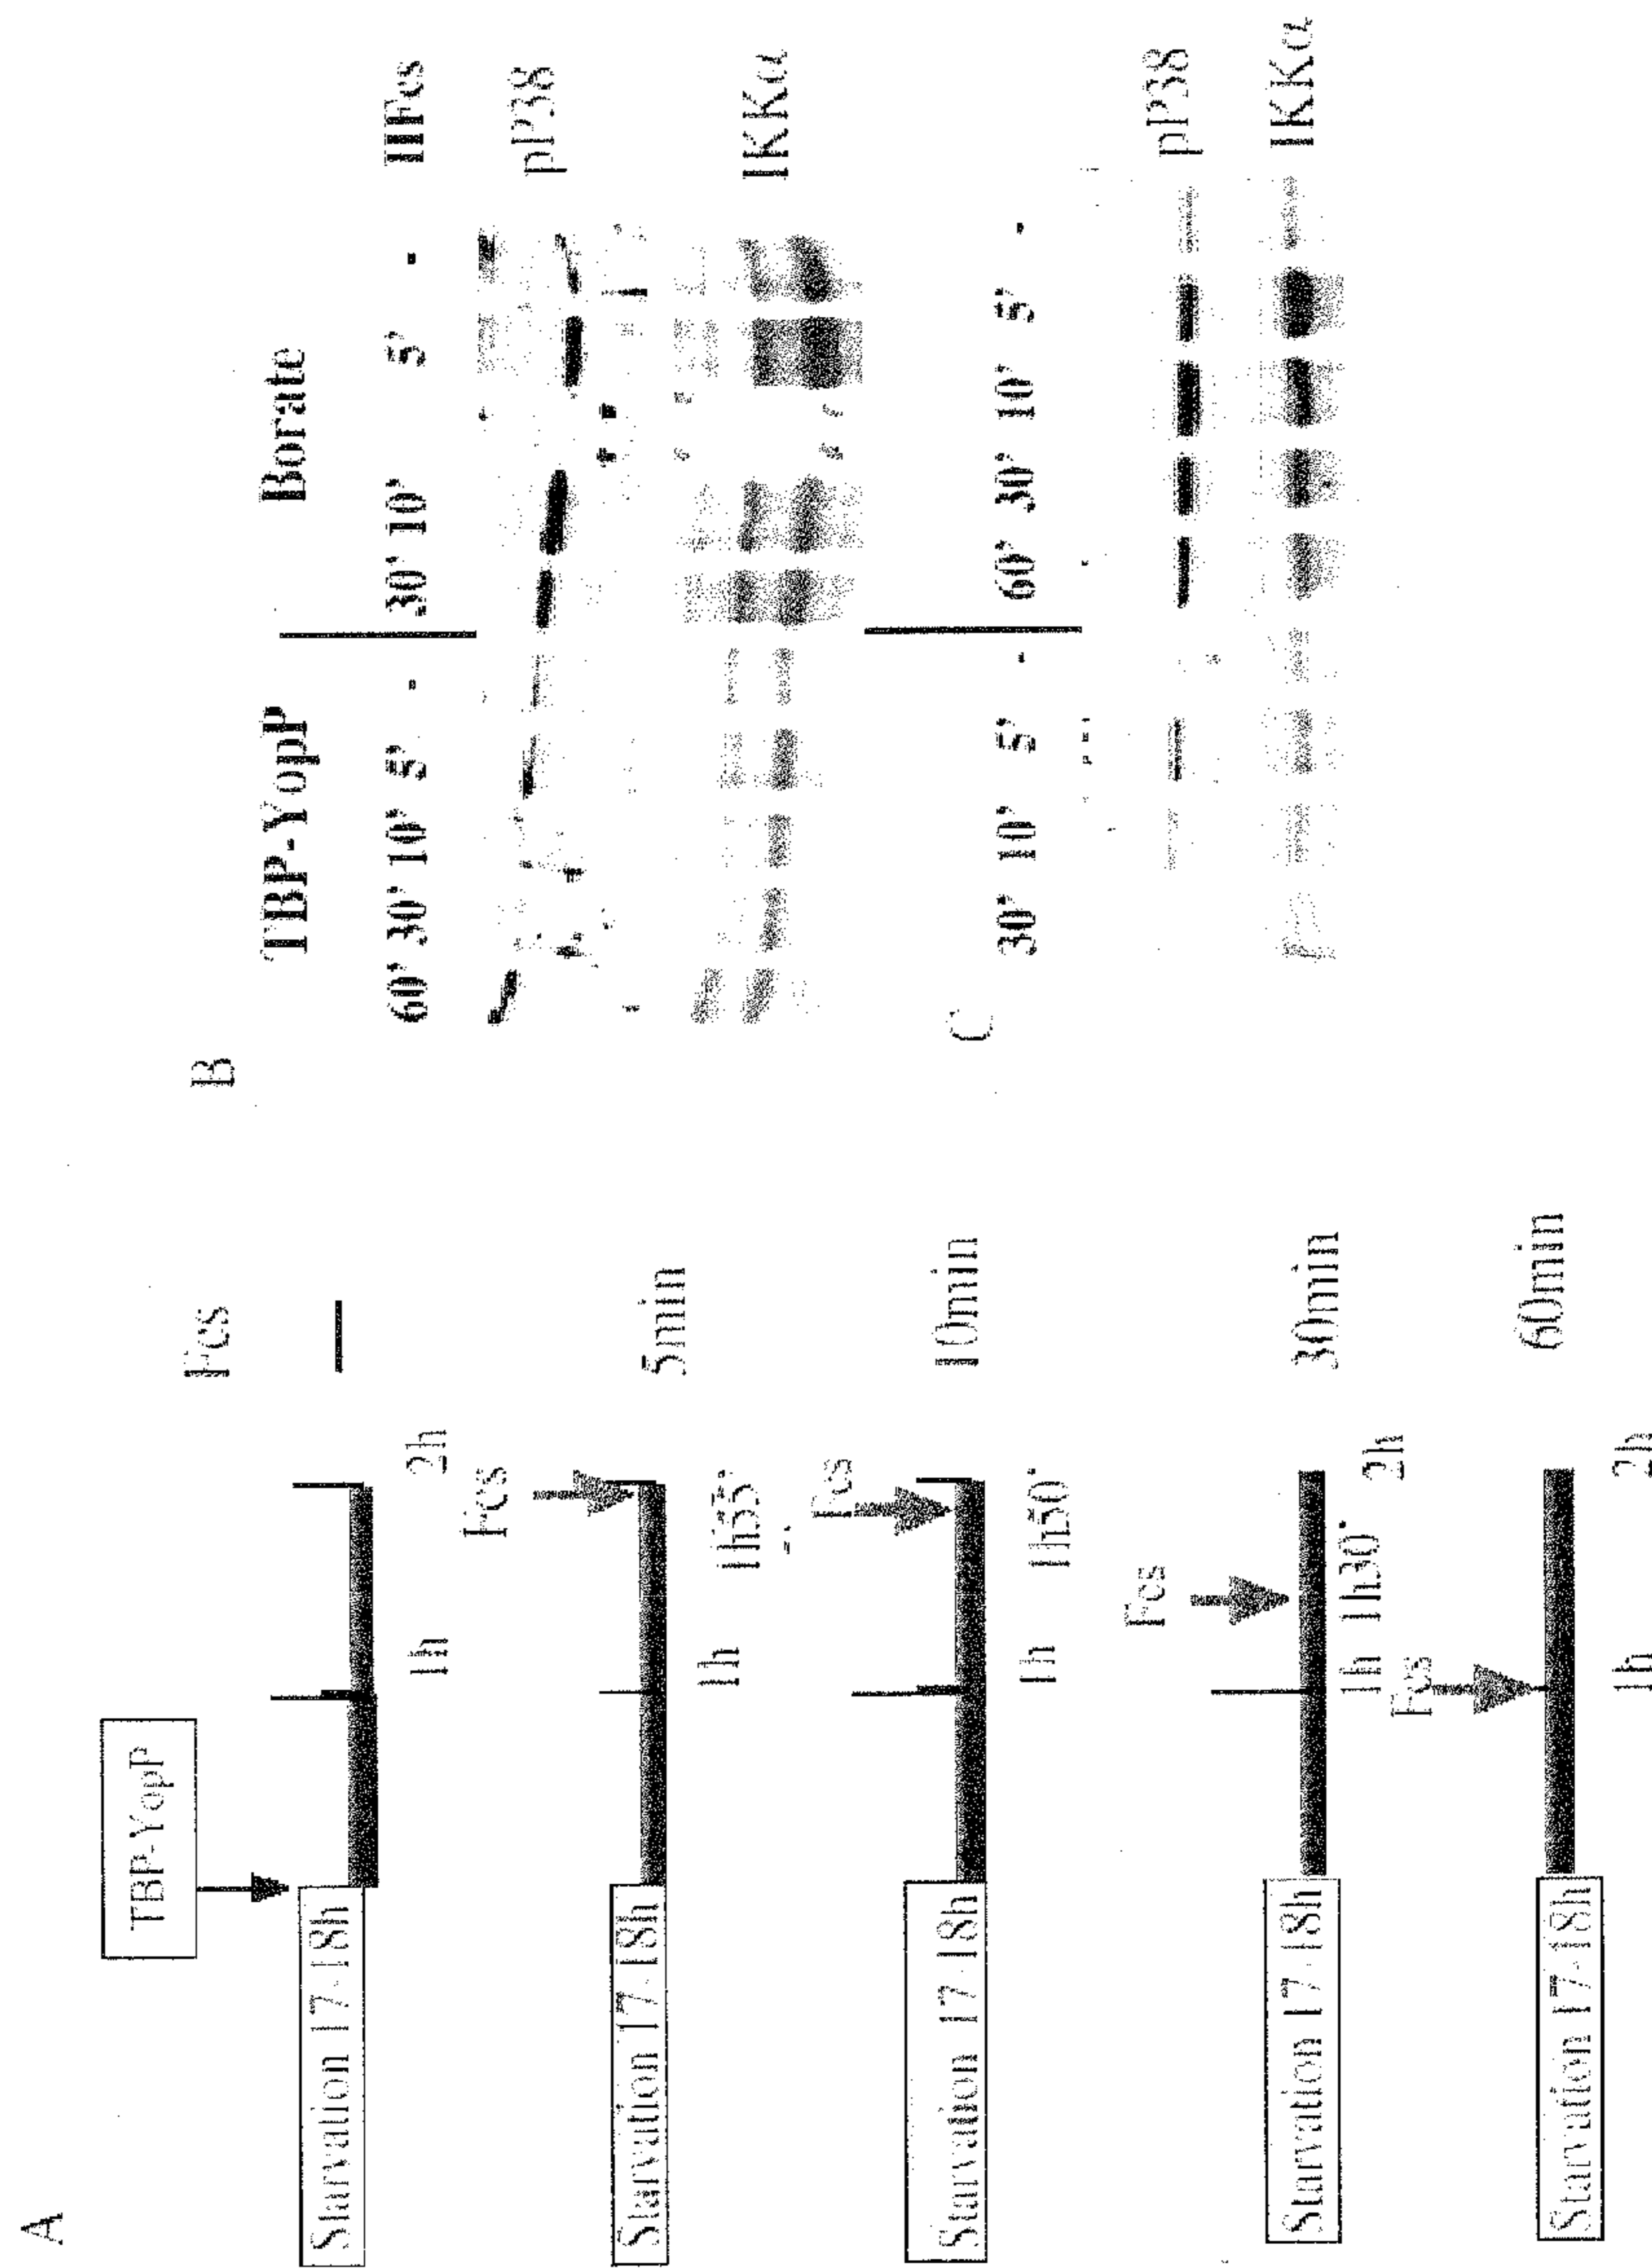 A
Fcs
TBP-YopP
Starvation 17-18h
1h 2h
Fcs
Starvation 17-18h 5min
1h 1h55'
Fcs
Starvation 17-18h 10min
1h 1h50'
Fcs
Starvation 17-18h 30min
1h 1h30' 2h
Fcs
Starvation 17-18h 60min
1h 2h
B
TBP-YopP Borate
60' 30' 10' 5' - 30' 10' 5' -
pP38
IKKα
C
30' 10' 5' - 60' 30' 10' 5' -
pP38
IKKα